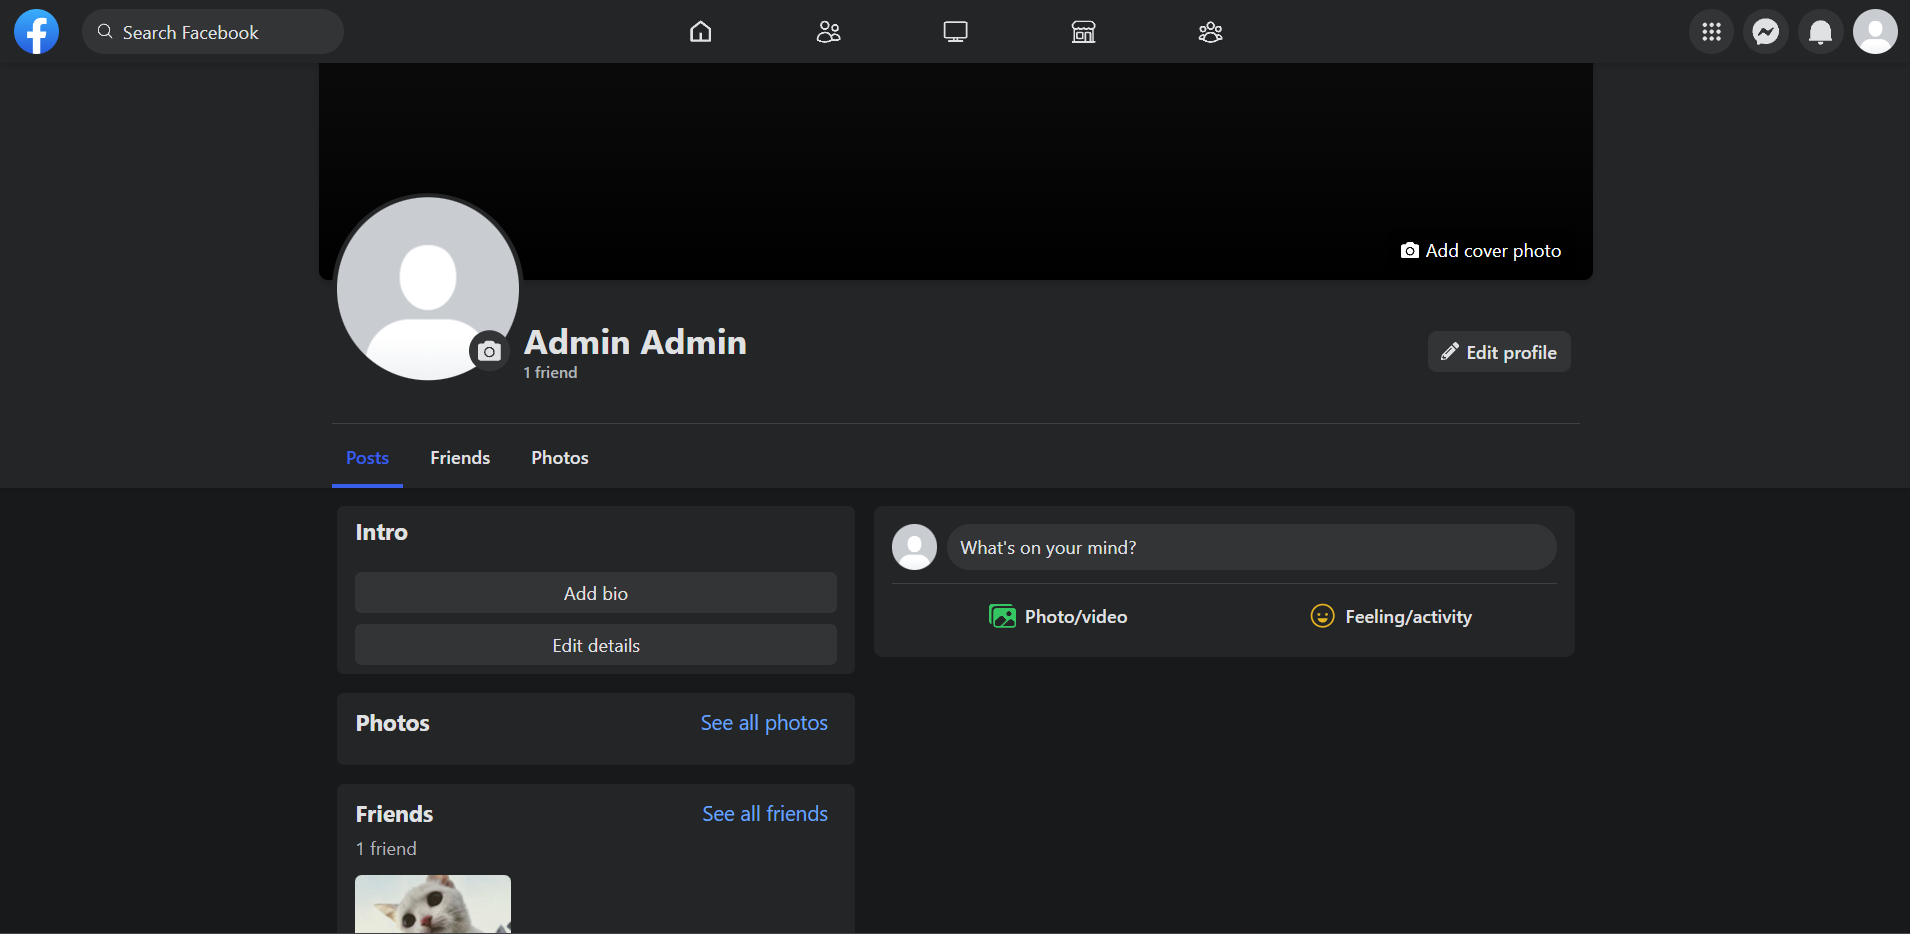 Search Facebook
Add cover photo
Admin Admin
1 friend
Edit profile
Posts Friends Photos
Intro
Add bio
Edit details
Photos
See all photos
Friends
See all friends
1 friend
What's on your mind?
Photo/video
Feeling/activity